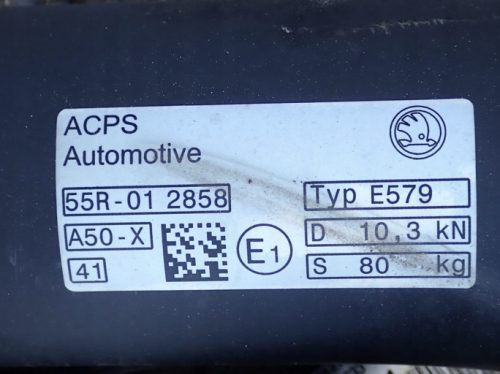 ACPS
Automotive
55R-01 2858
Typ E579
A50-X
E1
D 10,3 kN
41
S 80 kg